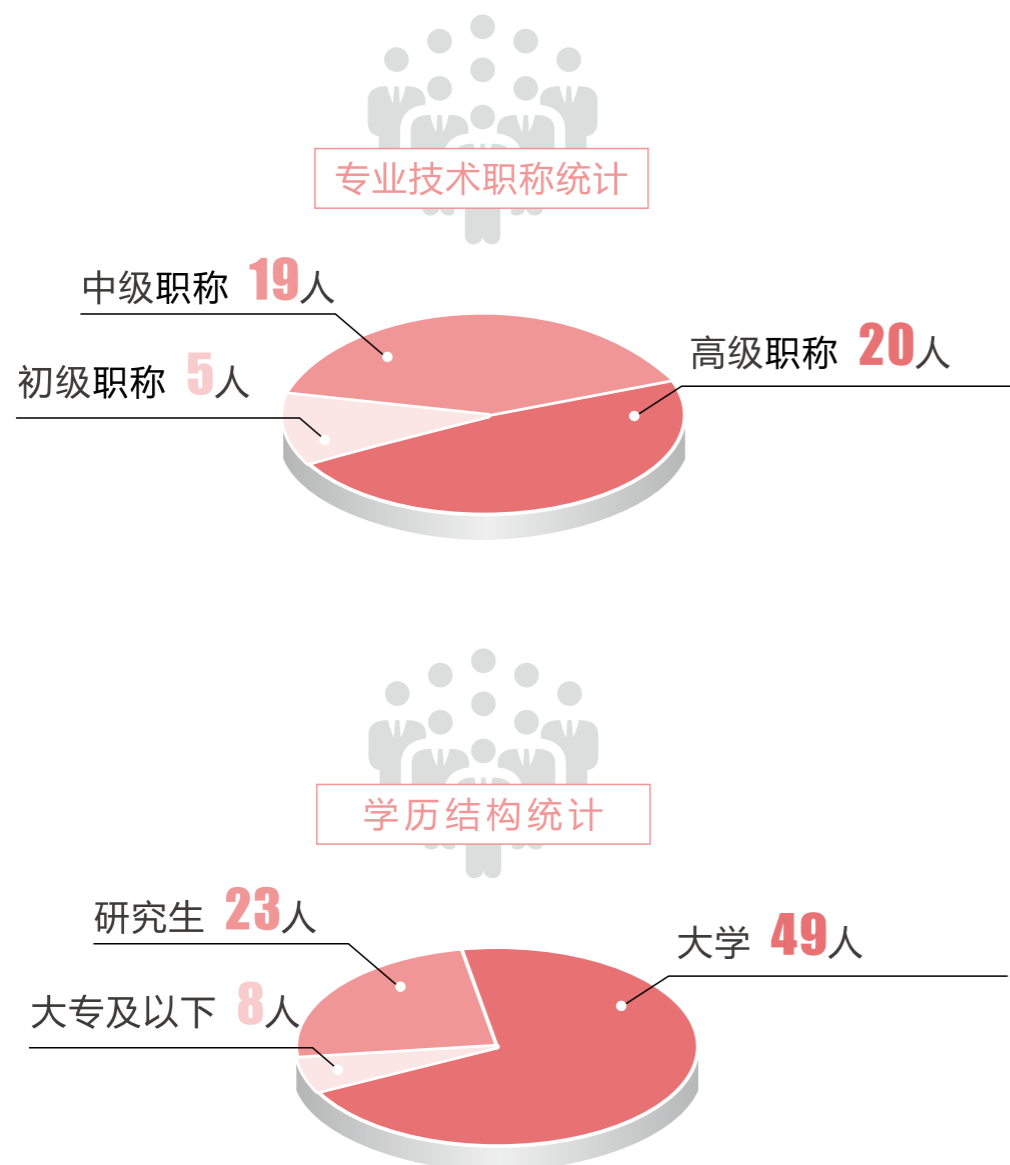 专业技术职称统计
中级职称 19人
高级职称 20人
初级职称 5人
学历结构统计
研究生 23人
大学 49人
大专及以下 8人